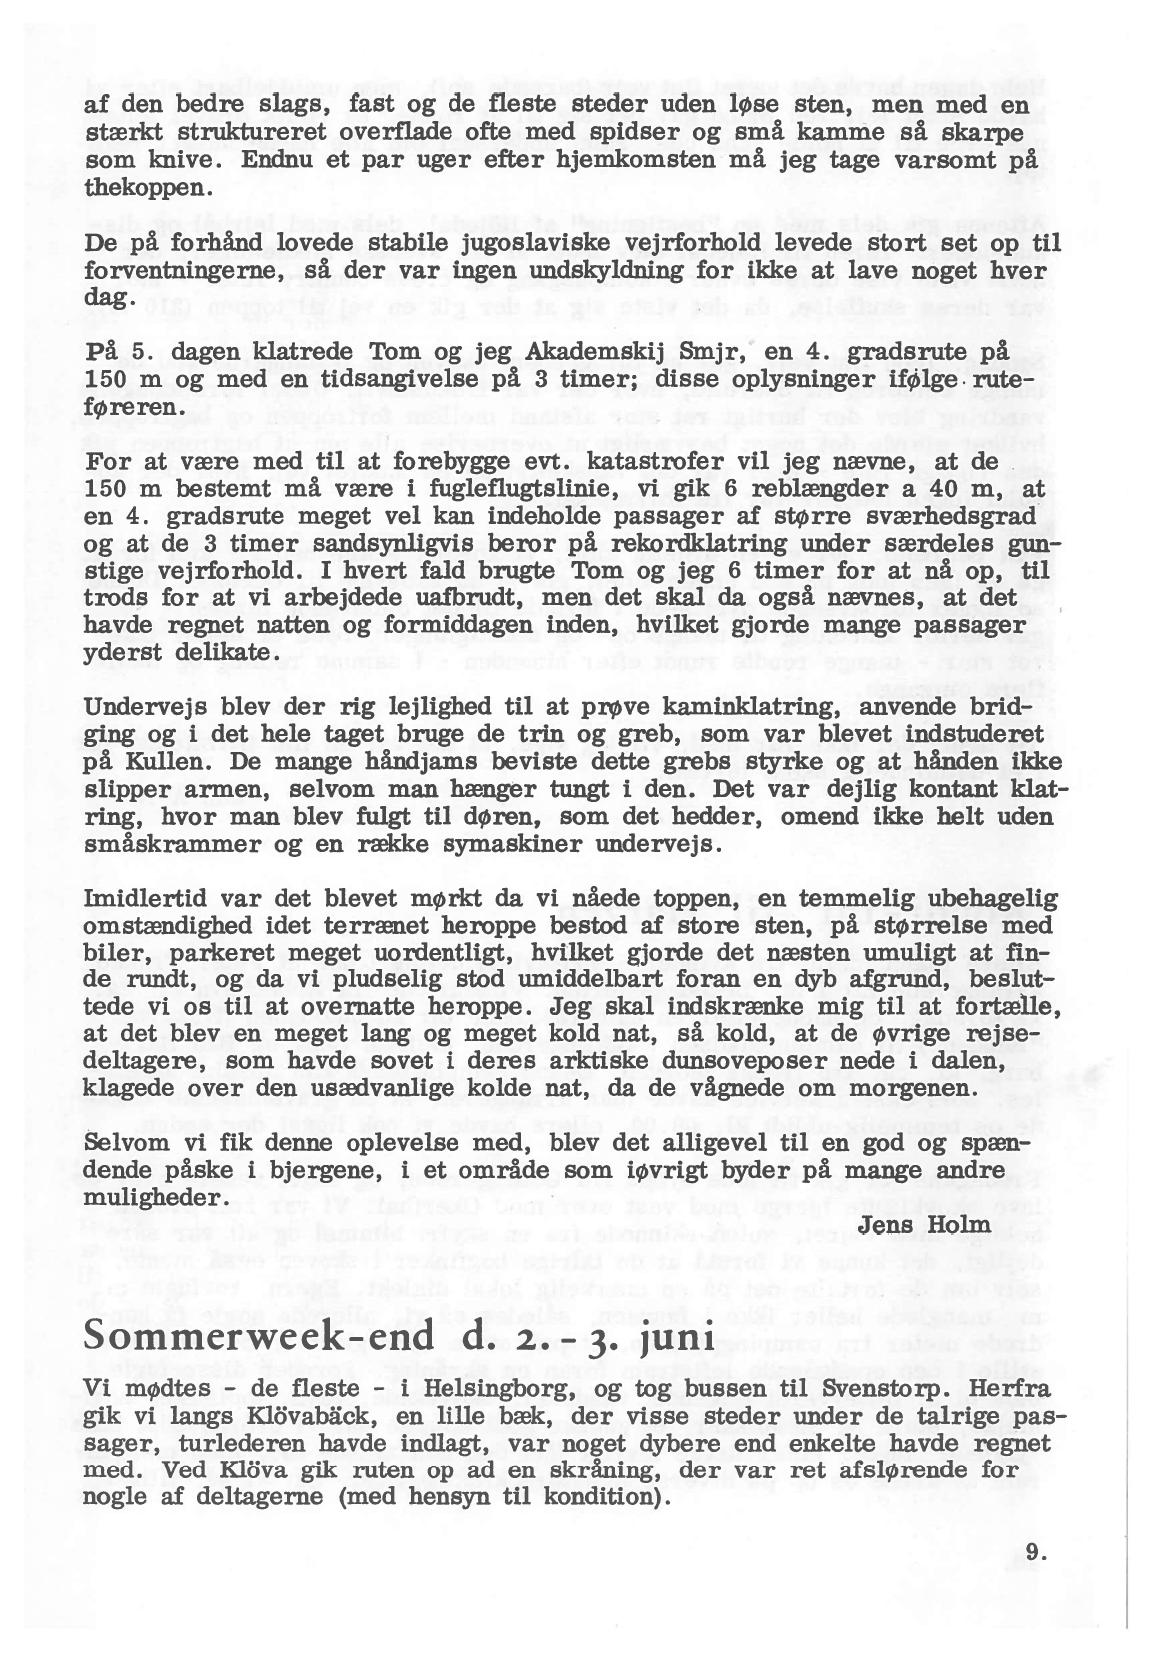 af den bedre slags, fast og de fleste steder uden løse sten, men med en
stærkt struktureret overflade ofte med spidser og små kamme så skarpe
som knive. Endnu et par uger efter hjemkomsten må jeg tage varsomt på
thekoppen.
De på forhånd lovede stabile jugoslaviske vejrforhold levede stort set op til
forventningerne, så der var ingen undskyldning for ikke at lave noget hver
dag.
På 5. dagen klatrede Tom og jeg Akademskij Smjr, en 4. gradsrute på
150 m og med en tidsangivelse på 3 timer; disse oplysninger ifølge rute-
føreren.
For at være med til at forebygge evt. katastrofer vil jeg nævne, at de
150 m bestemt må være i fugleflugtslinie, vi gik 6 reblængder a 40 m, at
en 4. gradsrute meget vel kan indeholde passager af større sværhedsgrad
og at de 3 timer sandsynligvis beror på rekordklatring under særdeles gun-
stige vejrforhold. I hvert fald brugte Tom og jeg 6 timer for at nå op, til
trods for at vi arbejdede uafbrudt, men det skal da også nævnes, at det
havde regnet natten og formiddagen inden, hvilket gjorde mange passager
yderst delikate.
Undervejs blev der rig lejlighed til at prøve kaminklatring, anvende brid-
ging og i det hele taget bruge de trin og greb, som var blevet indstuderet
på Kullen. De mange håndjams beviste dette grebs styrke og at hånden ikke
slipper armen, selvom man hænger tungt i den. Det var dejlig kontant klat-
ring, hvor man blev fulgt til døren, som det hedder, omend ikke helt uden
småskrammer og en række symaskiner undervejs.
Imidlertid var det blevet mørkt da vi nåede toppen, en temmelig ubehagelig
omstændighed idet terrænet heroppe bestod af store sten, på størrelse med
biler, parkeret meget uordentligt, hvilket gjorde det næsten umuligt at fin-
de rundt, og da vi pludselig stod umiddelbart foran en dyb afgrund, beslut-
tede vi os til at overnatte heroppe. Jeg skal indskrænke mig til at fortælle,
at det blev en meget lang og meget kold nat, så kold, at de øvrige rejse-
deltagere, som havde sovet i deres arktiske dunsoveposer nede i dalen,
klagede over den usædvanlige kolde nat, da de vågnede om morgenen.
Selvom vi fik denne oplevelse med, blev det alligevel til en god og spæn-
dende påske i bjergene, i et område som iøvrigt byder på mange andre
muligheder.
Jens Holm
Sommerweek-end d. 2. - 3. juni
Vi mødtes - de fleste - i Helsingborg, og tog bussen til Svenstorp. Herfra
gik vi langs Klövabäck, en lille bæk, der visse steder under de talrige pas-
sager, turlederen havde indlagt, var noget dybere end enkelte havde regnet
med. Ved Klöva gik ruten op ad en skråning, der var ret afslørende for
nogle af deltagerne (med hensyn til kondition).
9.